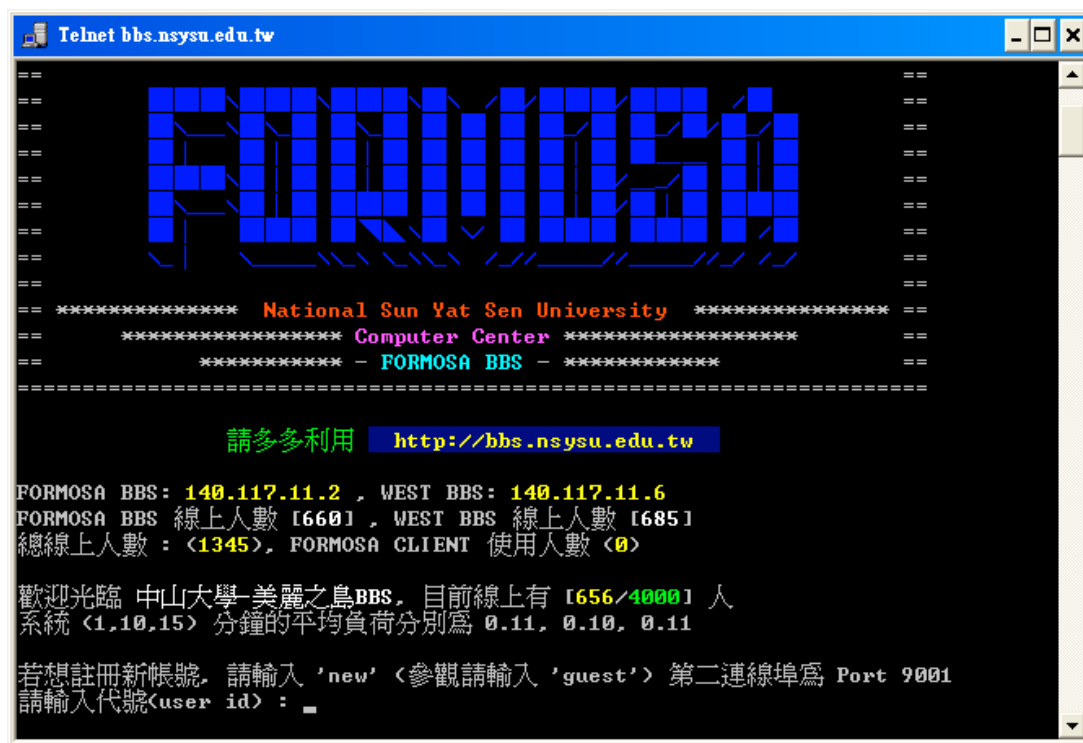 Telnet bbs.nsysu.edu.tw
FORMOSA
== *************** National Sun Yat Sen University *************** ==
== ***************** Computer Center ****************** ==
== *********** - FORMOSA BBS - ************ ==
======================================================================
請多多利用 http://bbs.nsysu.edu.tw
FORMOSA BBS: 140.117.11.2 , WEST BBS: 140.117.11.6
FORMOSA BBS 線上人數 [660] , WEST BBS 線上人數 [685]
總線上人數 : (1345), FORMOSA CLIENT 使用人數 (0)
歡迎光臨 中山大學-美麗之島BBS. 目前線上有 [656/4000] 人
系統 (1,10,15) 分鐘的平均負荷分別為 0.11, 0.10, 0.11
若想註冊新帳號. 請輸入 'new' (參觀請輸入 'guest') 第二連線埠為 Port 9001
請輸入代號(user id) : _